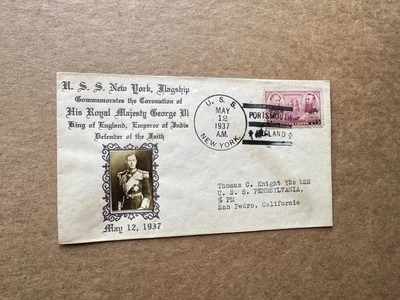 U. S. S. New York, Flagship
Commemorates the Coronation of
His Royal Majesty George VI
King of England, Emperor of India
Defender of the Faith
May 12, 1937
U. S. S.
MAY
12
1937
A.M.
NEW YORK
PORTSMOUTH
ENGLAND
Thomas C. Knight Y2c USN
U. S. S. PENNSYLVANIA,
℅ PM
San Pedro, California